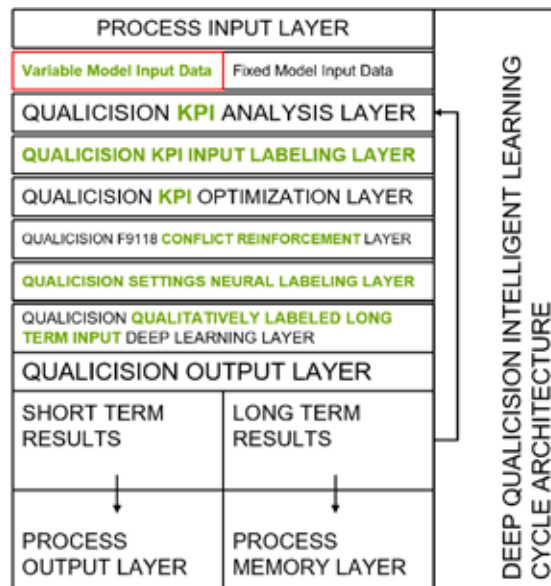 PROCESS INPUT LAYER
Variable Model Input Data
Fixed Model Input Data
QUALICISION KPI ANALYSIS LAYER
QUALICISION KPI INPUT LABELING LAYER
QUALICISION KPI OPTIMIZATION LAYER
QUALICISION F9118 CONFLICT REINFORCEMENT LAYER
QUALICISION SETTINGS NEURAL LABELING LAYER
QUALICISION QUALITATIVELY LABELED LONG
TERM INPUT DEEP LEARNING LAYER
QUALICISION OUTPUT LAYER
SHORT TERM
RESULTS
LONG TERM
RESULTS
PROCESS
OUTPUT LAYER
PROCESS
MEMORY LAYER
DEEP QUALICISION INTELLIGENT LEARNING
CYCLE ARCHITECTURE